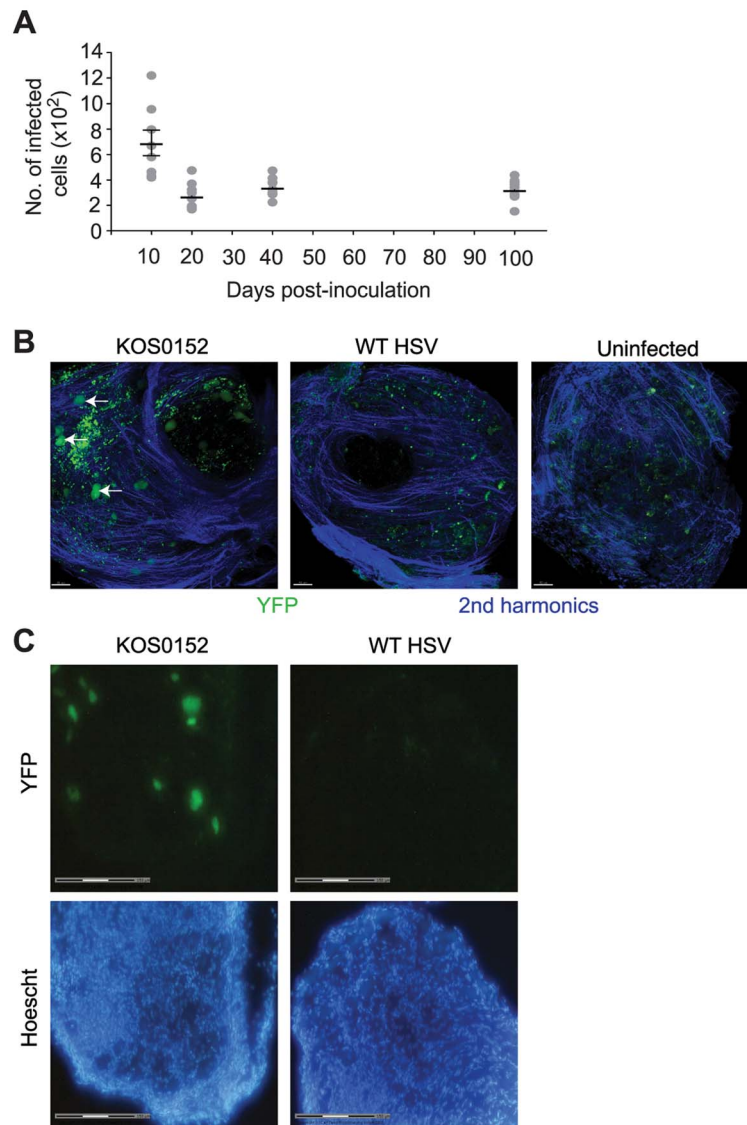 A
14
12
10
8
6
4
2
0
No. of infected
cells (x10²)
10 20 30 40 50 60 70 80 90 100
Days post-inoculation
B
KOS0152 WT HSV Uninfected
YFP 2nd harmonics
C
KOS0152 WT HSV
YFP
Hoescht